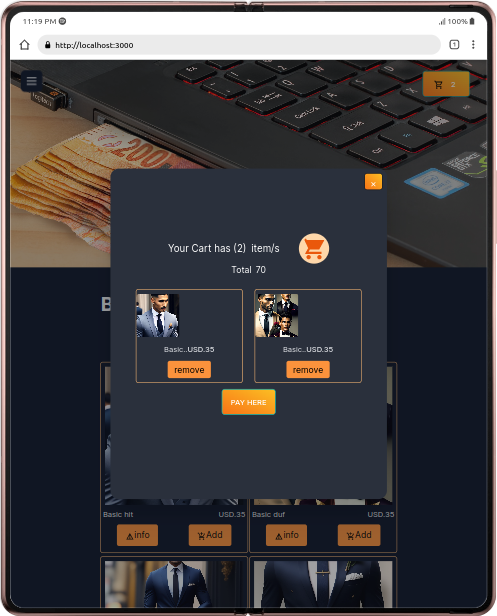 11:19 PM
100%
http://localhost:3000
1
2
200
×
Your Cart has (2) item/s
Total 70
B
Basic..USD.35
Basic..USD.35
remove
remove
PAY HERE
Basic hit
USD.35
Basic duf
USD.35
info
Add
info
Add